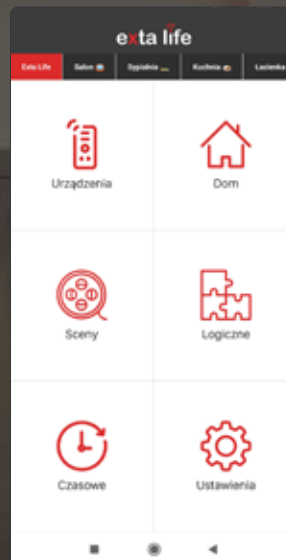 exta life
Exta Life Salon Sypialnia Kuchnia Łazienka
Urządzenia Dom
Sceny Logiczne
Czasowe Ustawienia